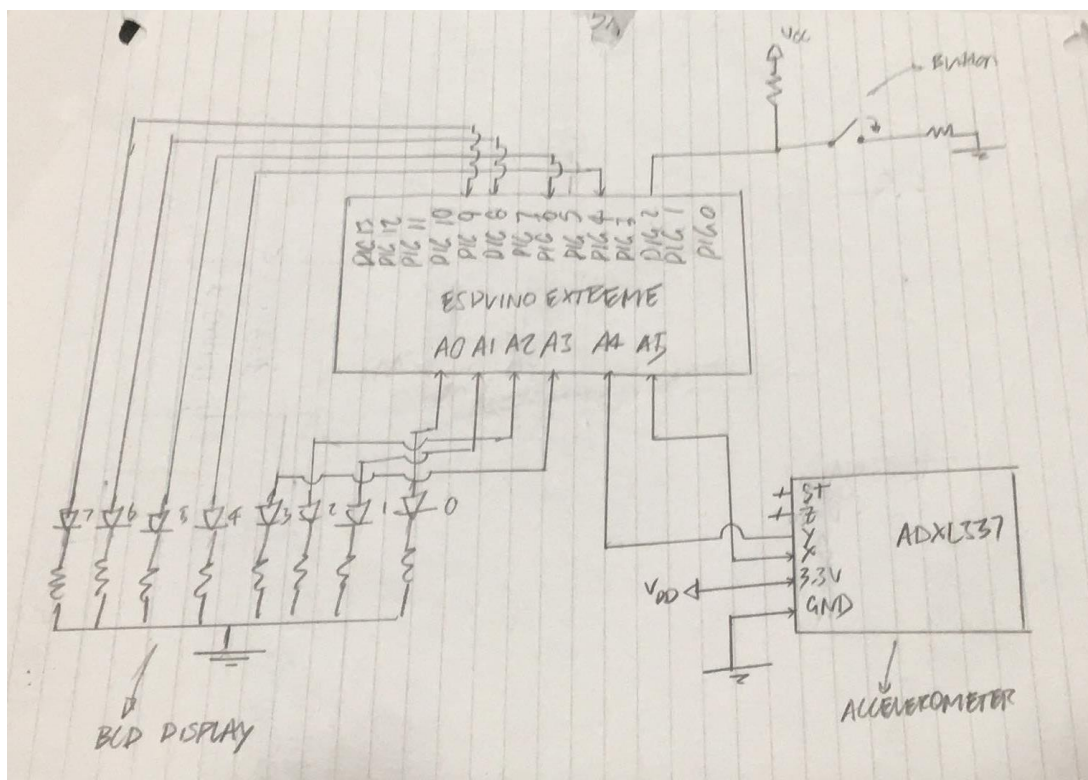 Vcc
Button
DIG 13
DIG 12
DIG 11
DIG 10
DIG 9
DIG 8
DIG 7
DIG 6
DIG 5
DIG 4
DIG 3
DIG 2
DIG 1
DIG 0
ESDUINO EXTREEME
A0 A1 A2 A3 A4 A5
7 6 5 4 3 2 1 0
ST
Z
Y
X
3.3V
GND
ADXL337
VDD
BCD DISPLAY
ACCELEROMETER